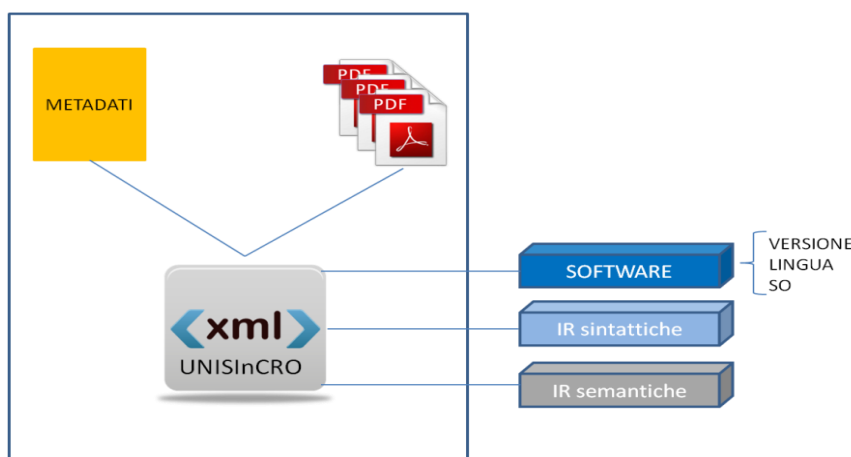 METADATI
PDF
PDF
PDF
xml
UNISInCRO
SOFTWARE
IR sintattiche
IR semantiche
VERSIONE
LINGUA
SO